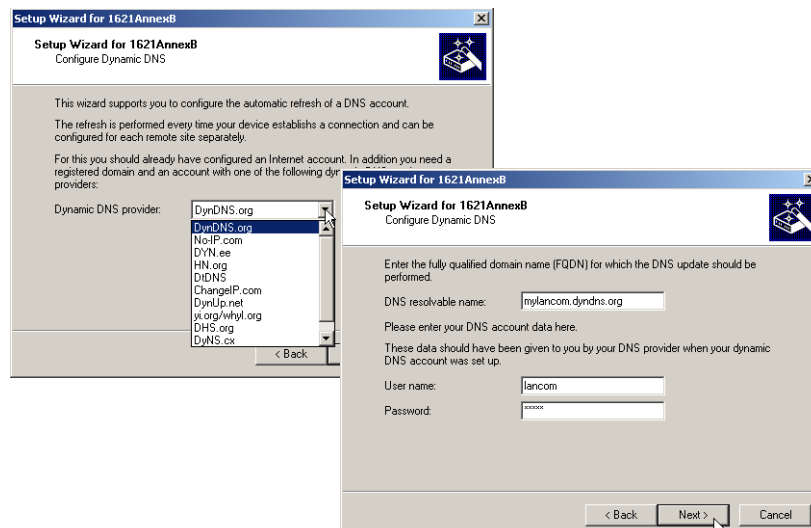 Setup Wizard for 1621AnnexB
Setup Wizard for 1621AnnexB
Configure Dynamic DNS
This wizard supports you to configure the automatic refresh of a DNS account.
The refresh is performed every time your device establishs a connection and can be
configured for each remote site separately.
For this you should already have configured an Internet account. In addition you need a
registered domain and an account with one of the following
providers:
Dynamic DNS provider:
DynDNS.org
DynDNS.org
No-IP.com
DYN.ee
HN.org
DtDNS
ChangeIP.com
DynUp.net
yi.org/whyI.org
DHS.org
DyNS.cx
< Back
Setup Wizard for 1621AnnexB
Setup Wizard for 1621AnnexB
Configure Dynamic DNS
Enter the fully qualified domain name (FQDN) for which the DNS update should be
performed.
DNS resolvable name:
mylancom.dyndns.org
Please enter your DNS account data here.
These data should have been given to you by your DNS provider when your dynamic
DNS account was set up.
User name:
lancom
Password:
xxxxx
< Back
Next >
Cancel